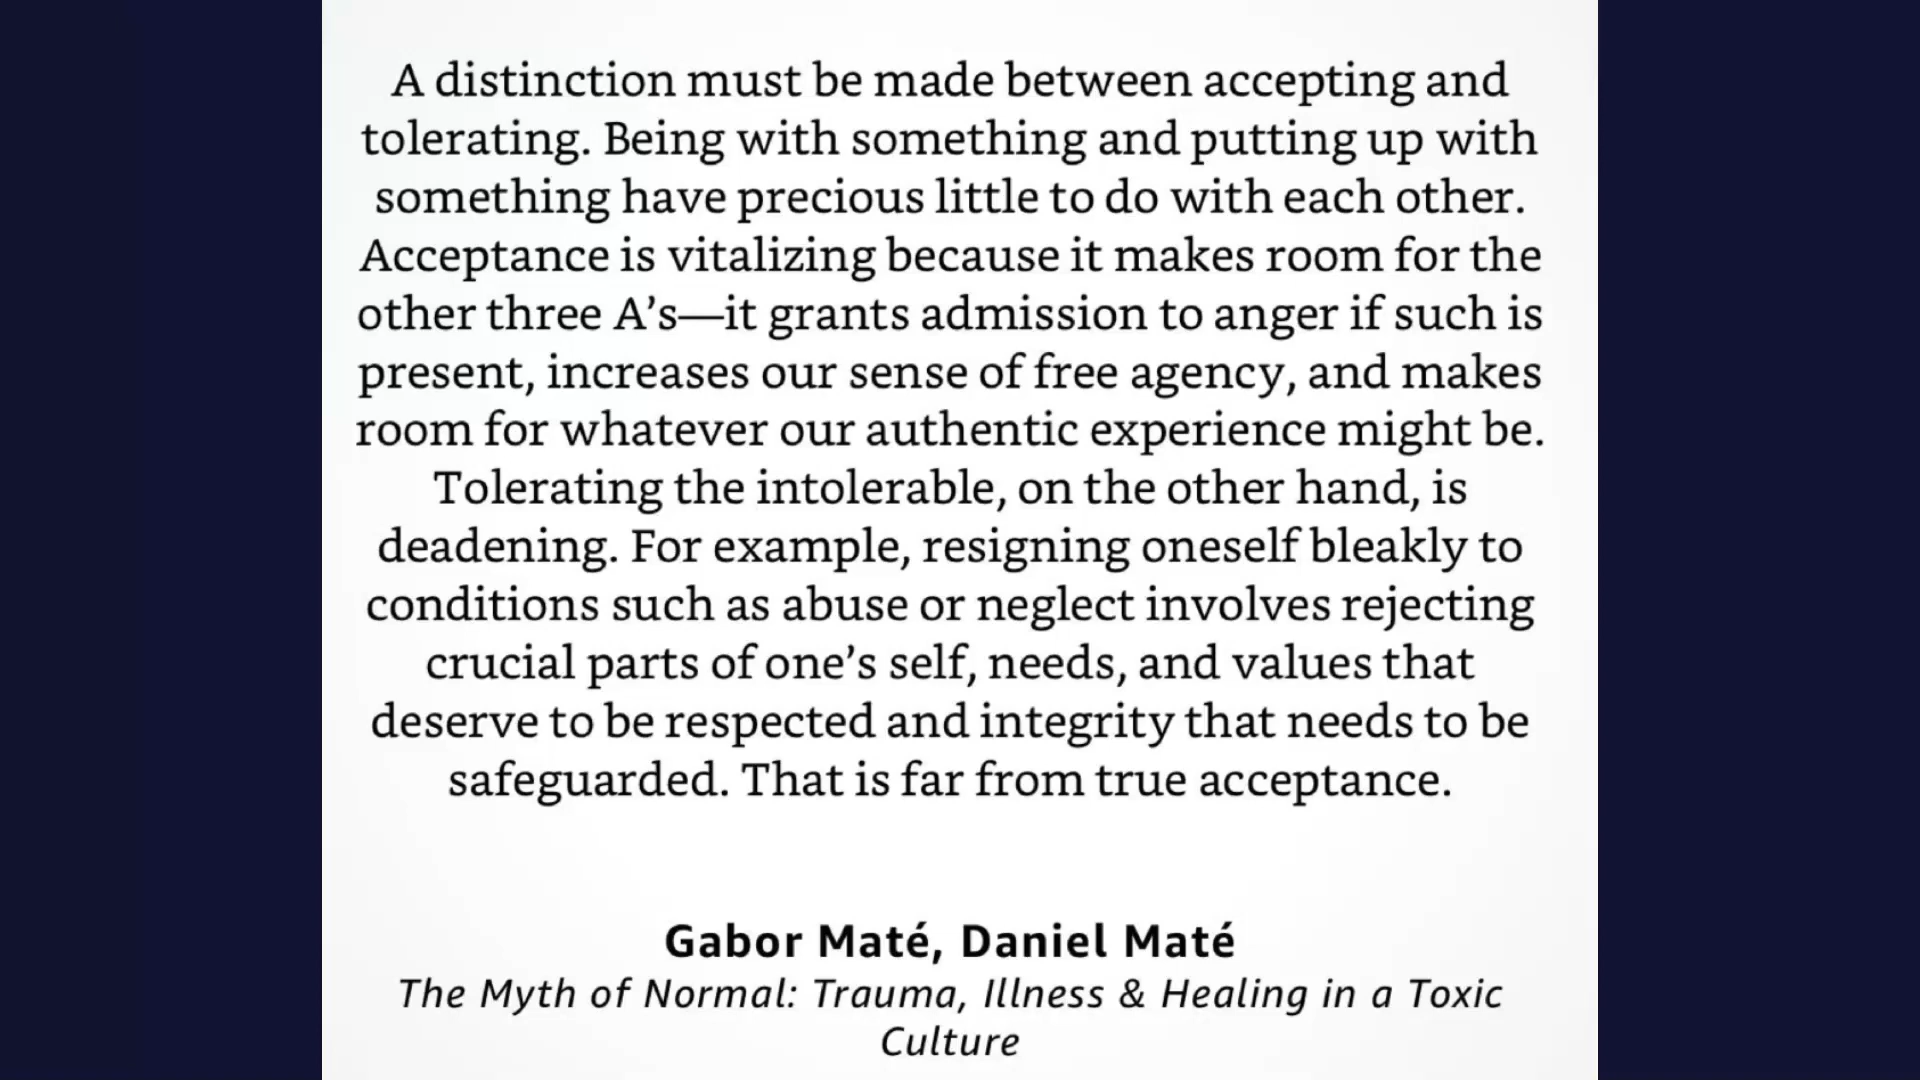 A distinction must be made between accepting and
tolerating. Being with something and putting up with
something have precious little to do with each other.
Acceptance is vitalizing because it makes room for the
other three A’s—it grants admission to anger if such is
present, increases our sense of free agency, and makes
room for whatever our authentic experience might be.
Tolerating the intolerable, on the other hand, is
deadening. For example, resigning oneself bleakly to
conditions such as abuse or neglect involves rejecting
crucial parts of one’s self, needs, and values that
deserve to be respected and integrity that needs to be
safeguarded. That is far from true acceptance.
Gabor Maté, Daniel Maté
The Myth of Normal: Trauma, Illness & Healing in a Toxic
Culture